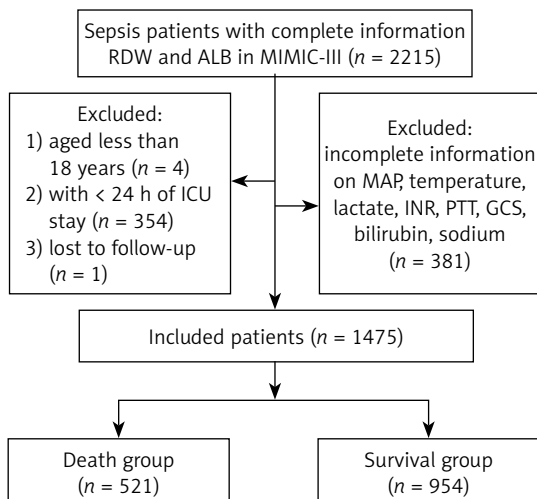 Sepsis patients with complete information
RDW and ALB in MIMIC-III (n = 2215)
Excluded:
1) aged less than
18 years (n = 4)
2) with < 24 h of ICU
stay (n = 354)
3) lost to follow-up
(n = 1)
Excluded:
incomplete information
on MAP, temperature,
lactate, INR, PTT, GCS,
bilirubin, sodium
(n = 381)
Included patients (n = 1475)
Death group
(n = 521)
Survival group
(n = 954)